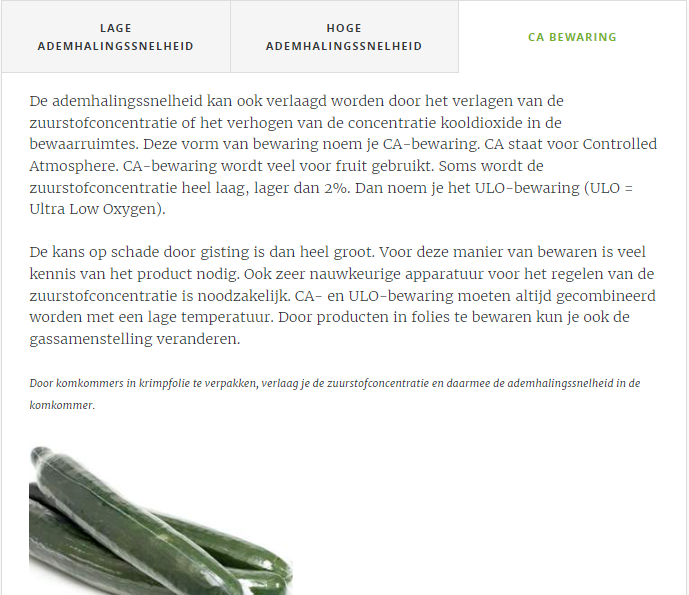 LAGE
ADEMHALINGSSNELHEID
HOGE
ADEMHALINGSSNELHEID
CA BEWARING
De ademhalingssnelheid kan ook verlaagd worden door het verlagen van de
zuurstofconcentratie of het verhogen van de concentratie kooldioxide in de
bewaarruimtes. Deze vorm van bewaring noem je CA-bewaring. CA staat voor Controlled
Atmosphere. CA-bewaring wordt veel voor fruit gebruikt. Soms wordt de
zuurstofconcentratie heel laag, lager dan 2%. Dan noem je het ULO-bewaring (ULO =
Ultra Low Oxygen).
De kans op schade door gisting is dan heel groot. Voor deze manier van bewaren is veel
kennis van het product nodig. Ook zeer nauwkeurige apparatuur voor het regelen van de
zuurstofconcentratie is noodzakelijk. CA- en ULO-bewaring moeten altijd gecombineerd
worden met een lage temperatuur. Door producten in folies te bewaren kun je ook de
gassamenstelling veranderen.
Door komkommers in krimpfolie te verpakken, verlaag je de zuurstofconcentratie en daarmee de ademhalingssnelheid in de
komkommer.